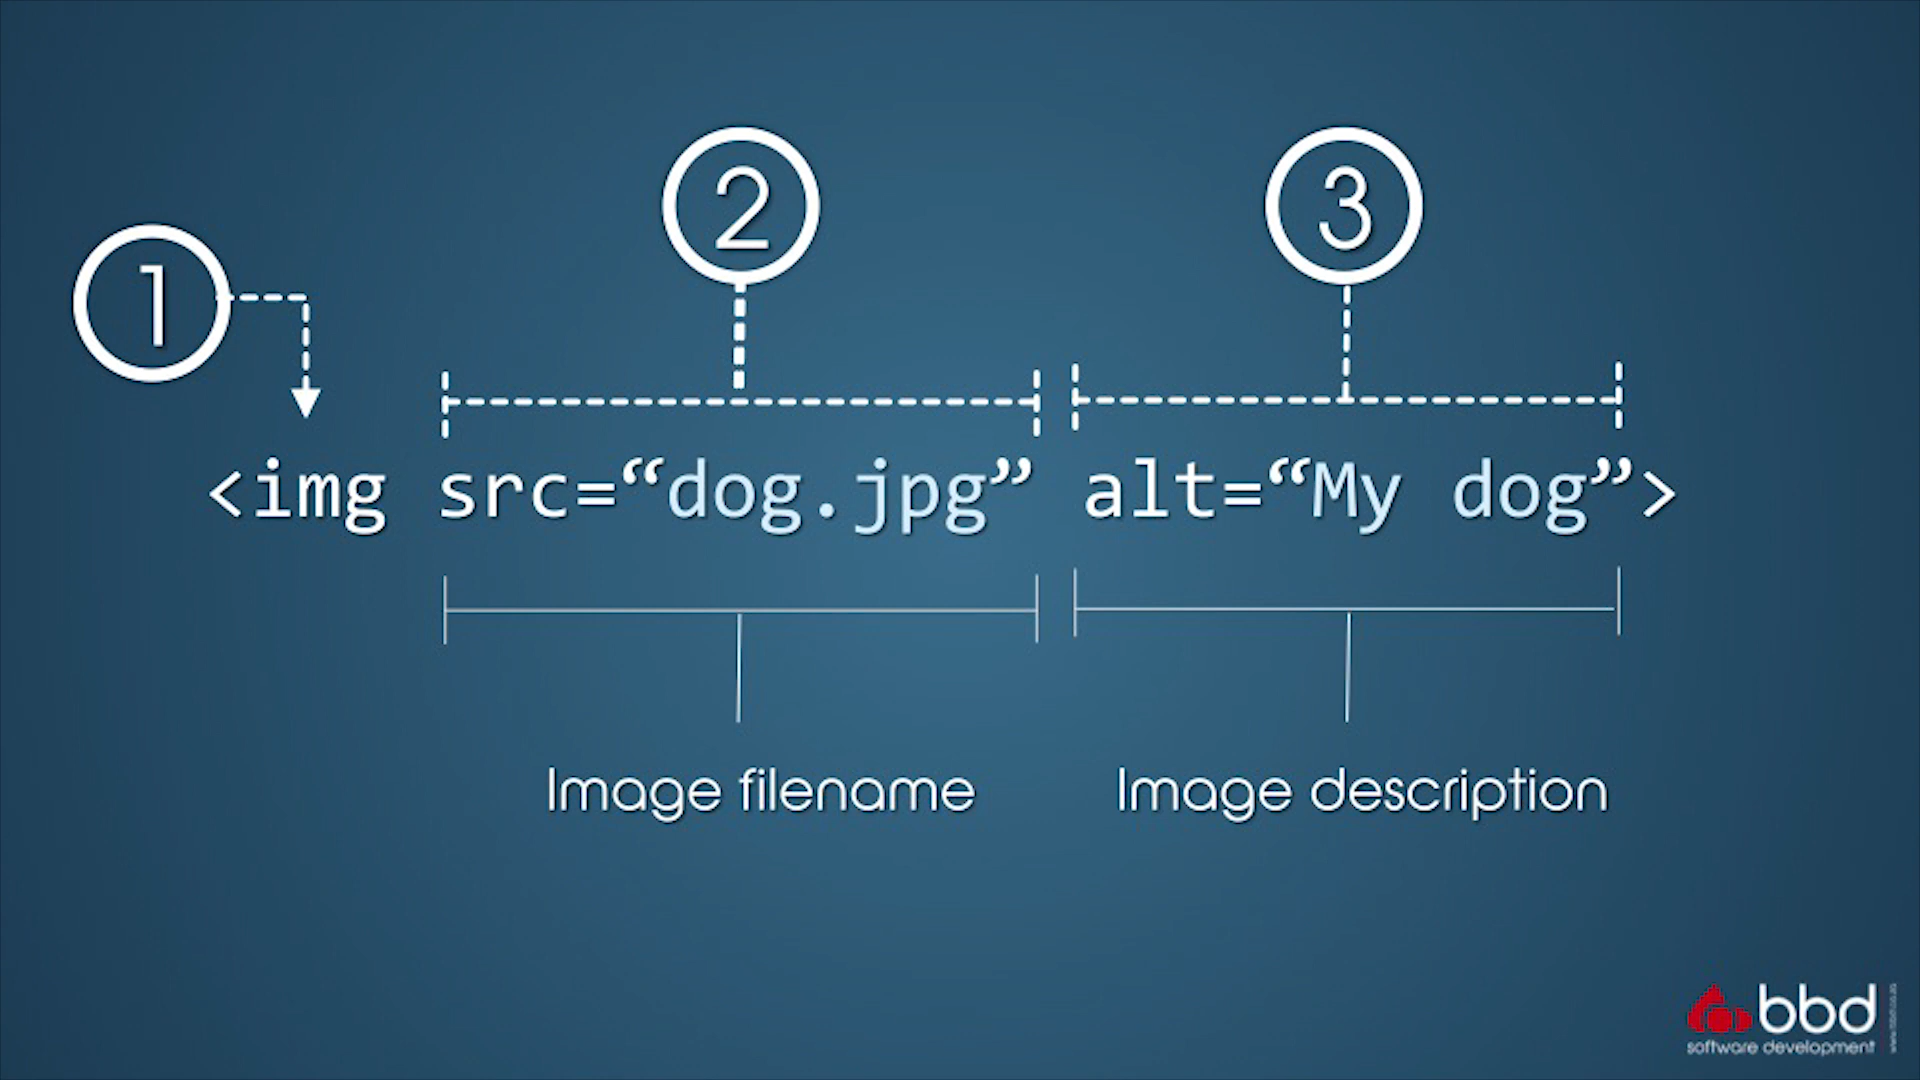 1
2
3
<img src=“dog.jpg” alt=“My dog”>
Image filename
Image description
bbd
software development